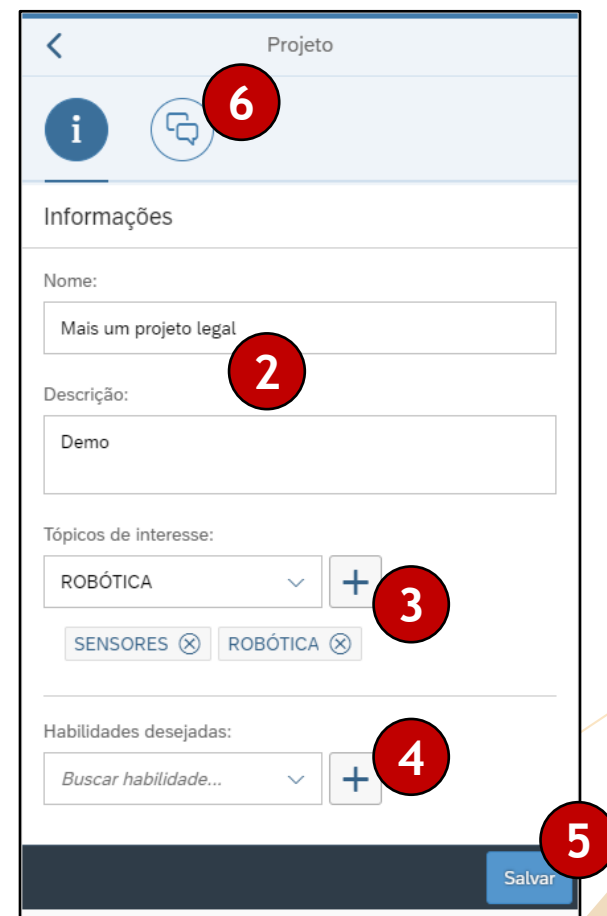 Projeto
6
i
Informações
Nome:
Mais um projeto legal
2
Descrição:
Demo
Tópicos de interesse:
ROBÓTICA
3
SENSORES
ROBÓTICA
Habilidades desejadas:
4
Buscar habilidade...
5
Salvar